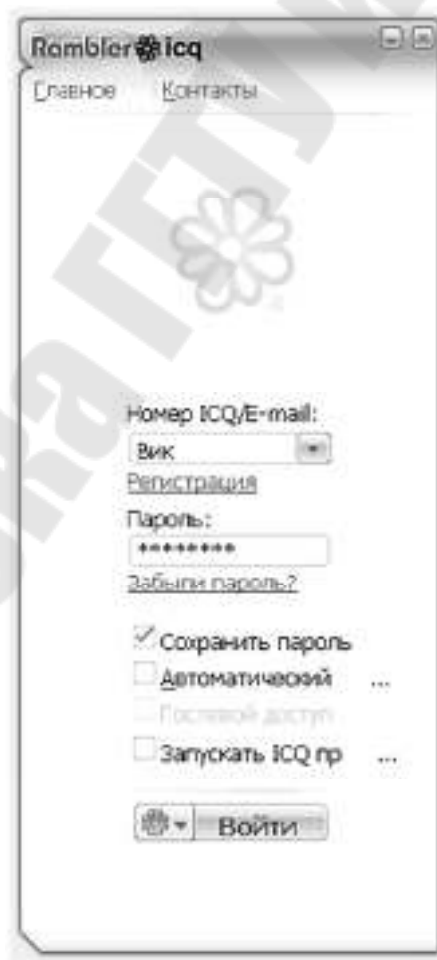 Rambler icq
Главное Контакты
Номер ICQ/E-mail:
Вик
Регистрация
Пароль:
********
Забыли пароль?
Сохранить пароль
Автоматический ...
Гостевой доступ
Запускать ICQ пр ...
Войти